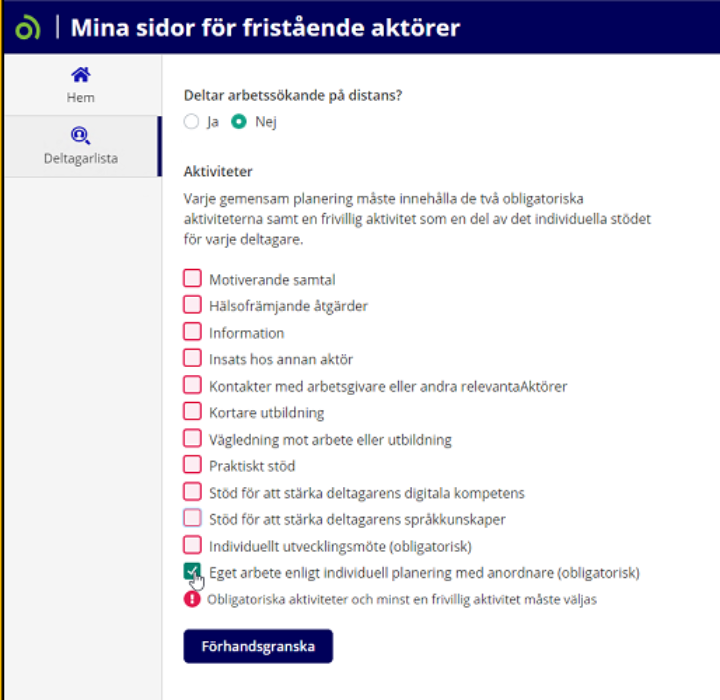 Mina sidor för fristående aktörer
Hem
Deltagarlista
Deltar arbetssökande på distans?
Ja Nej
Aktiviteter
Varje gemensam planering måste innehålla de två obligatoriska
aktiviteterna samt en frivillig aktivitet som en del av det individuella stödet
för varje deltagare.
Motiverande samtal
Hälsofrämjande åtgärder
Information
Insats hos annan aktör
Kontakter med arbetsgivare eller andra relevantaAktörer
Kortare utbildning
Vägledning mot arbete eller utbildning
Praktiskt stöd
Stöd för att stärka deltagarens digitala kompetens
Stöd för att stärka deltagarens språkkunskaper
Individuellt utvecklingsmöte (obligatorisk)
Eget arbete enligt individuell planering med anordnare (obligatorisk)
Obligatoriska aktiviteter och minst en frivillig aktivitet måste väljas
Förhandsgranska